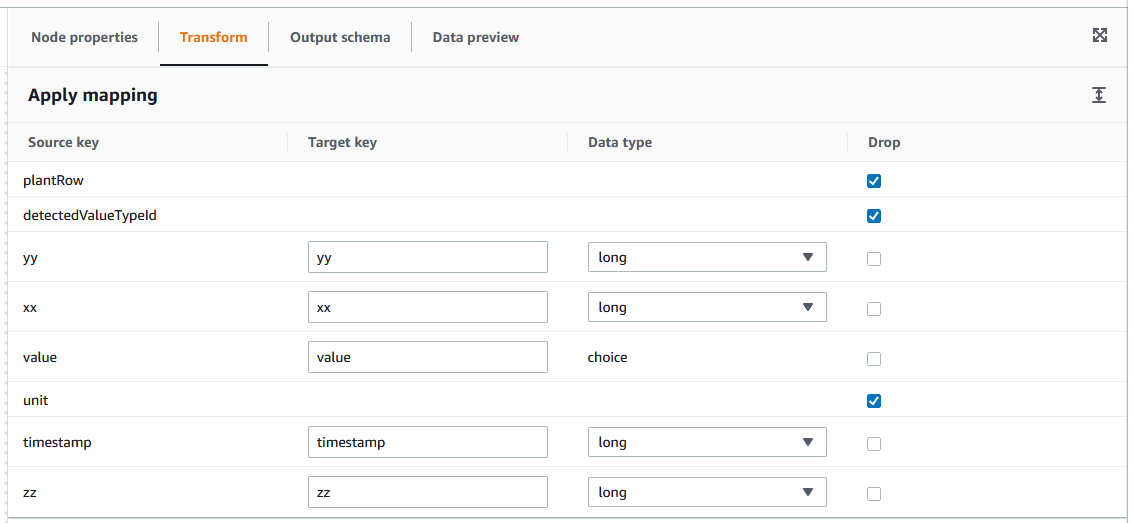 Node properties Transform Output schema Data preview
Apply mapping
Source key Target key Data type Drop
plantRow
detectedValueTypeId
yy yy long
xx xx long
value value choice
unit
timestamp timestamp long
zz zz long